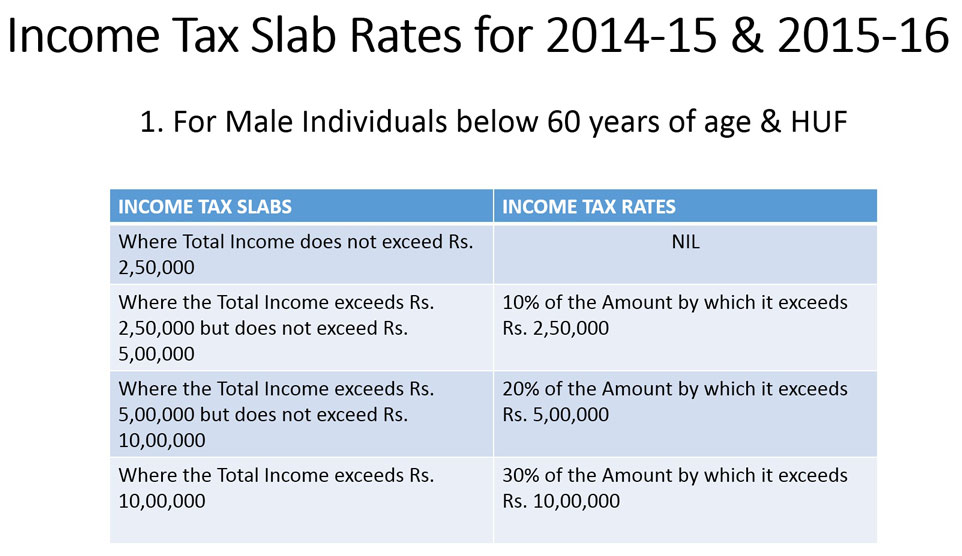 Income Tax Slab Rates for 2014-15 & 2015-16
1. For Male Individuals below 60 years of age & HUF
INCOME TAX SLABS
INCOME TAX RATES
Where Total Income does not exceed Rs.
2,50,000
NIL
Where the Total Income exceeds Rs.
2,50,000 but does not exceed Rs.
5,00,000
10% of the Amount by which it exceeds
Rs. 2,50,000
Where the Total Income exceeds Rs.
5,00,000 but does not exceed Rs.
10,00,000
20% of the Amount by which it exceeds
Rs. 5,00,000
Where the Total Income exceeds Rs.
10,00,000
30% of the Amount by which it exceeds
Rs. 10,00,000